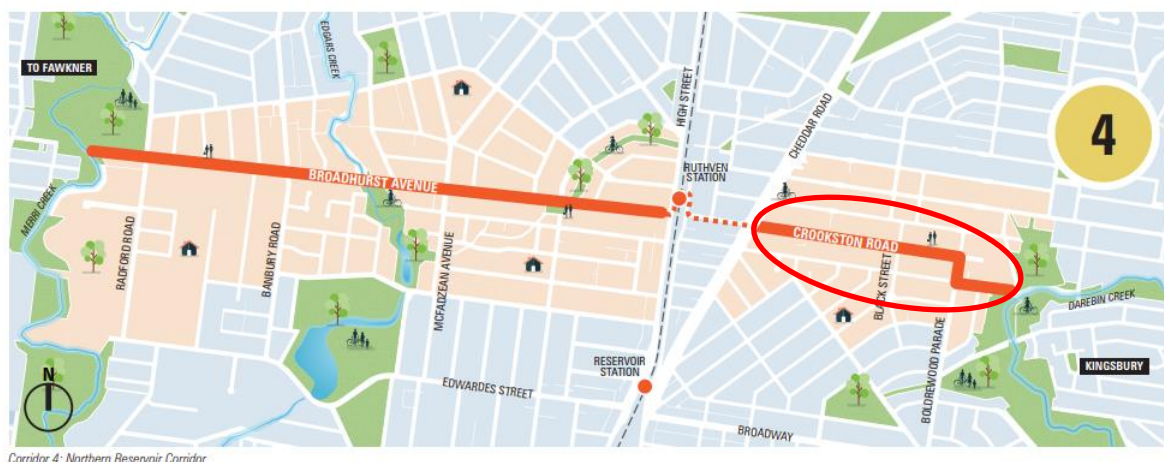 TO FAWKNER
EDGARS CREEK
HIGH STREET
CHEDDAR ROAD
4
RUTHVEN
STATION
BROADHURST AVENUE
MERRI CREEK
RADFORD ROAD
BANBURY ROAD
MCFADZEAN AVENUE
CROOKSTON ROAD
BLACK STREET
BOLDREWOOD PARADE
DAREBIN CREEK
KINGSBURY
RESERVOIR
STATION
EDWARDES STREET
BROADWAY
N
Corridor 4: Northern Reservoir Corridor